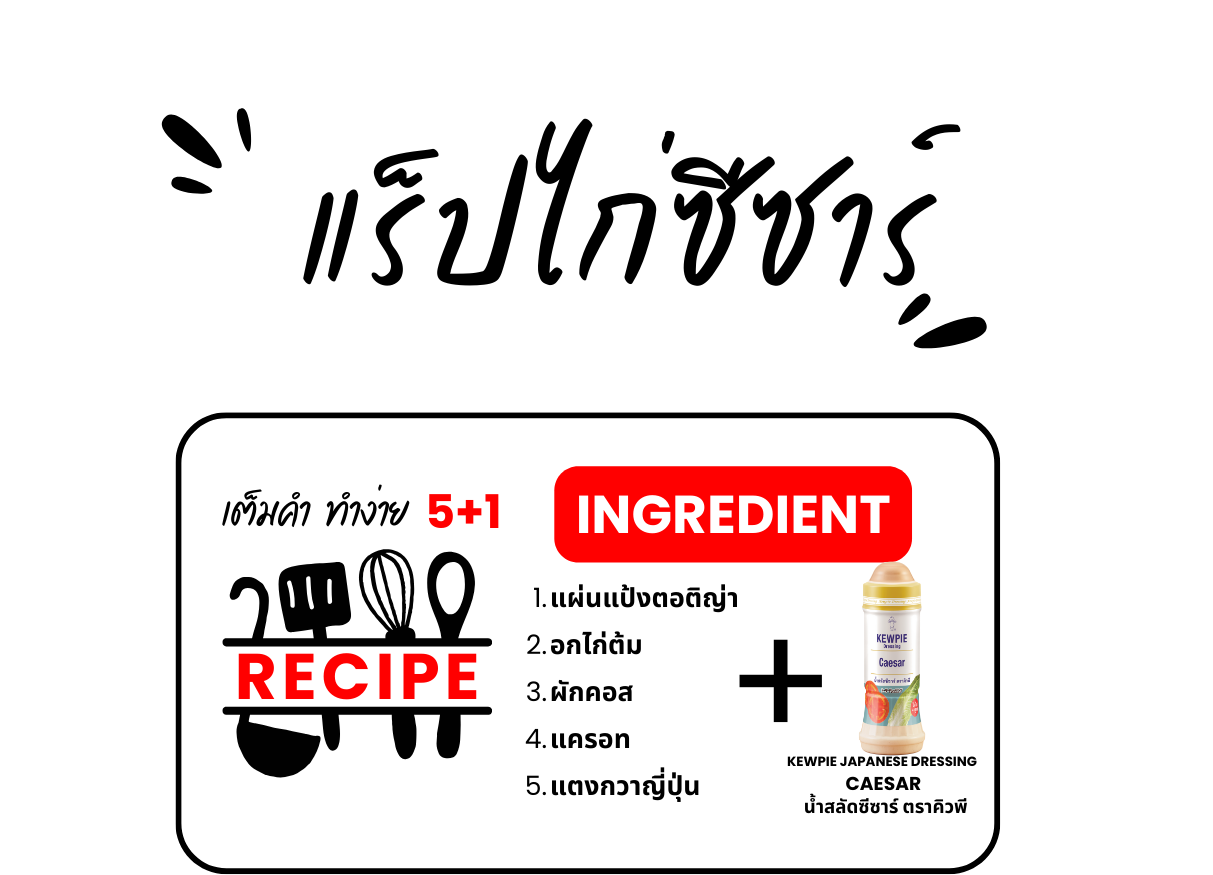 แร็ปไก่ซีซาร์
เต็มคำ ทำง่าย 5+1
RECIPE
INGREDIENT
1. แผ่นแป้งตอติญ่า
2. อกไก่ต้ม
3. ผักคอส
4. แครอท
5. แตงกวาญี่ปุ่น
+
KEWPIE
Dressing
Caesar
KEWPIE JAPANESE DRESSING
CAESAR
น้ำสลัดซีซาร์ ตราคิวพี